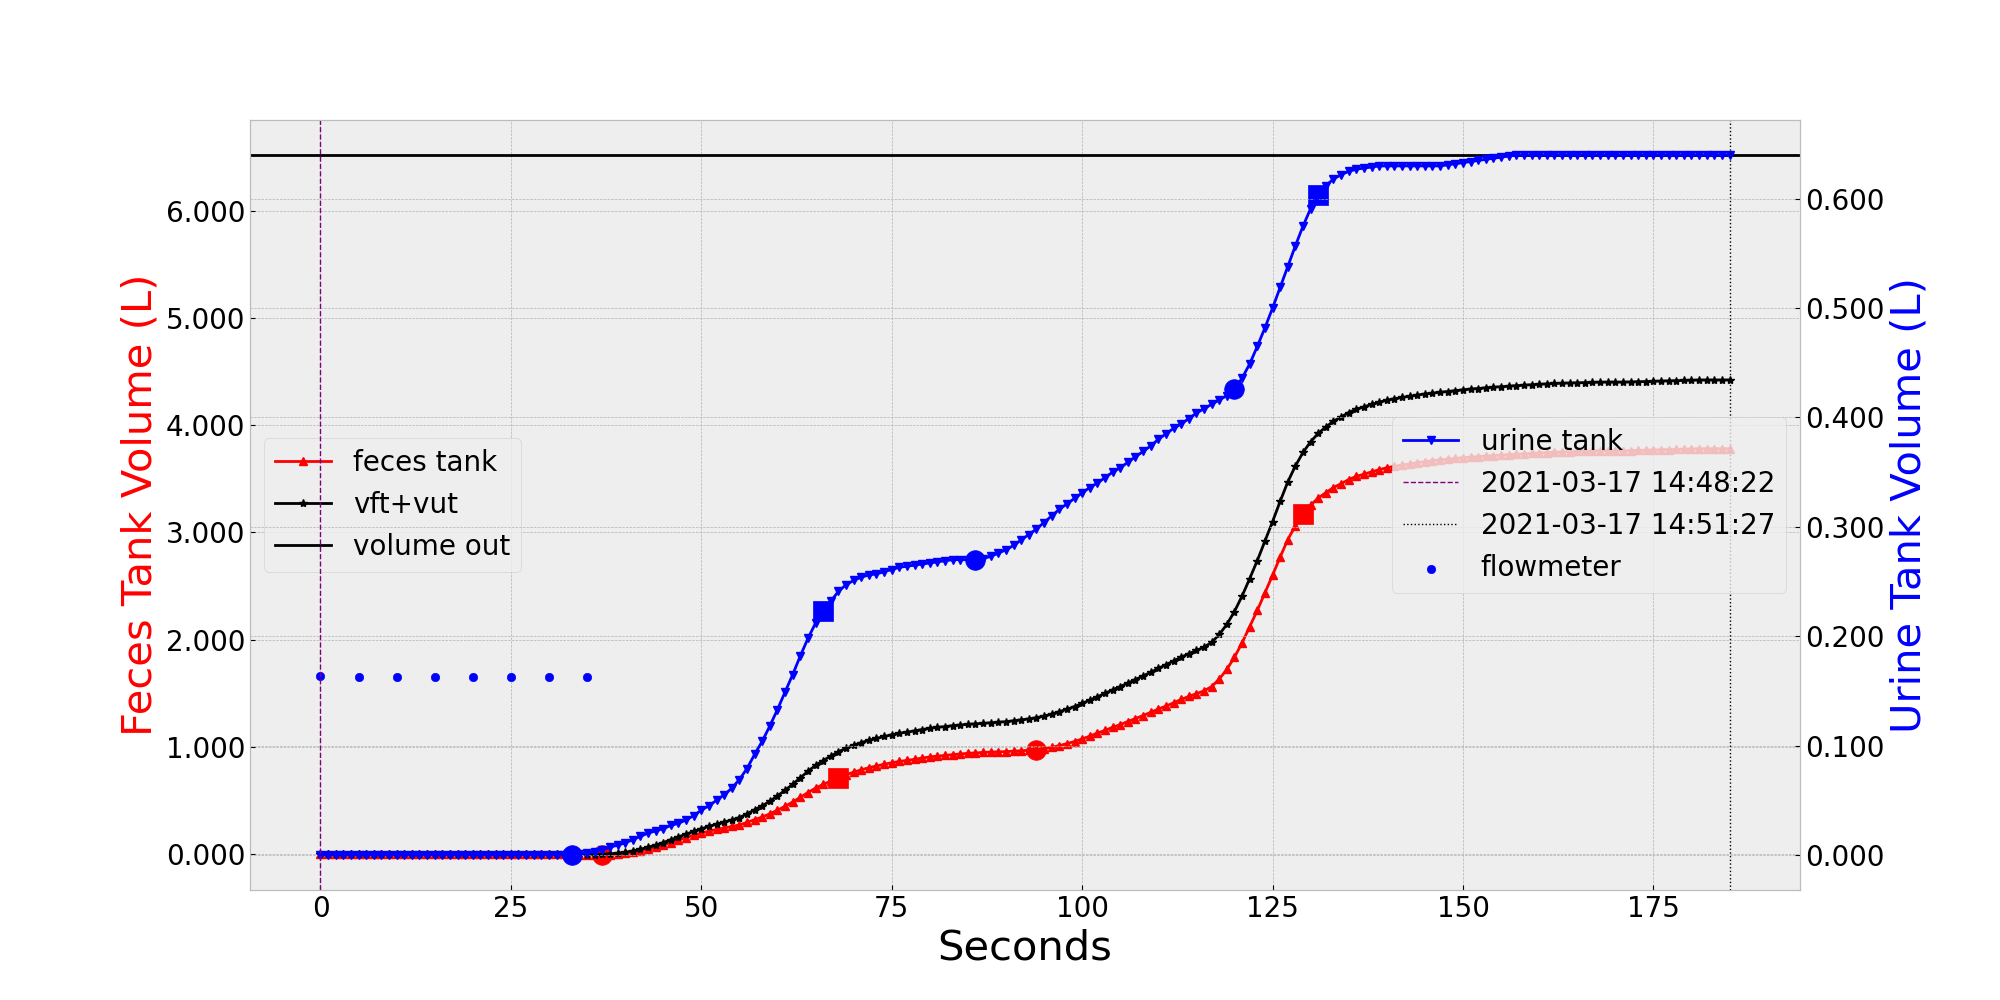 Feces Tank Volume (L)
6.000
5.000
4.000
3.000
2.000
1.000
0.000
feces tank
vft+vut
volume out
urine tank
2021-03-17 14:48:22
2021-03-17 14:51:27
flowmeter
0.600
0.500
0.400
0.300
0.200
0.100
0.000
Urine Tank Volume (L)
0 25 50 75 100 125 150 175
Seconds